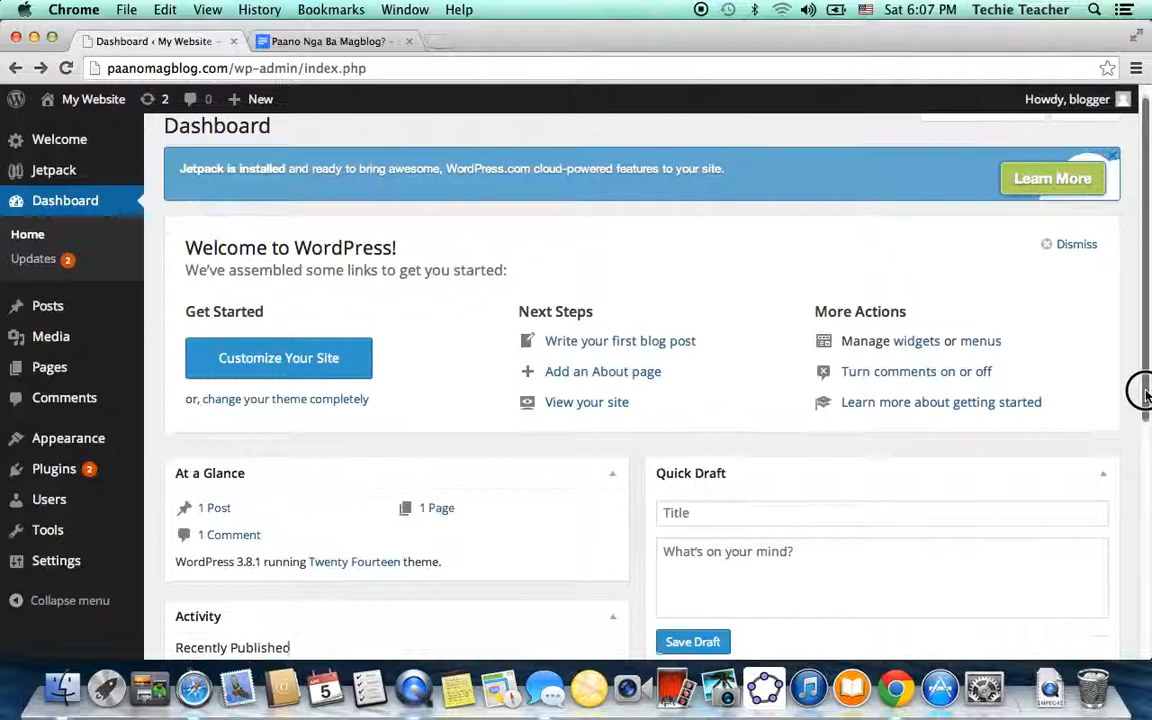 Chrome File Edit View History Bookmarks Window Help Sat 6:07 PM Techie Teacher
Dashboard ‹ My Website - Paano Nga Ba Magblog? -
paanomagblog.com/wp-admin/index.php
My Website 2 0 New Howdy, blogger
Welcome
Jetpack
Dashboard
Home
Updates 2
Posts
Media
Pages
Comments
Appearance
Plugins 2
Users
Tools
Settings
Collapse menu
Dashboard
Jetpack is installed and ready to bring awesome, WordPress.com cloud-powered features to your site.
Learn More
Welcome to WordPress!
Dismiss
We've assembled some links to get you started:
Get Started
Customize Your Site
or, change your theme completely
Next Steps
Write your first blog post
Add an About page
View your site
More Actions
Manage widgets or menus
Turn comments on or off
Learn more about getting started
At a Glance
1 Post 1 Page
1 Comment
WordPress 3.8.1 running Twenty Fourteen theme.
Activity
Recently Published
Quick Draft
Title
What's on your mind?
Save Draft
APR
5
MPEG4